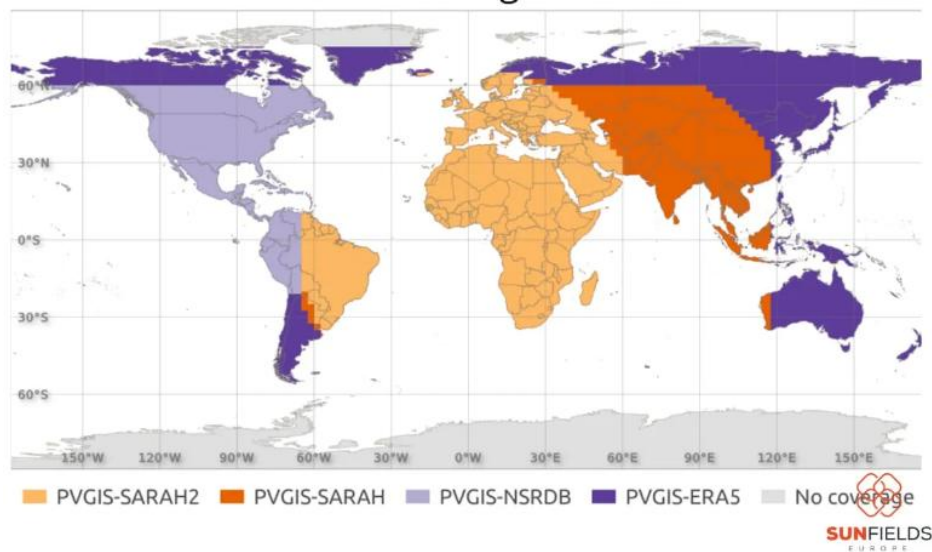 60°N
30°N
0°S
30°S
60°S
150°W 120°W 90°W 60°W 30°W 0°W 30°E 60°E 90°E 120°E 150°E
PVGIS-SARAH2 PVGIS-SARAH PVGIS-NSRDB PVGIS-ERA5 No coverage
SUNFIELDS
EUROPE